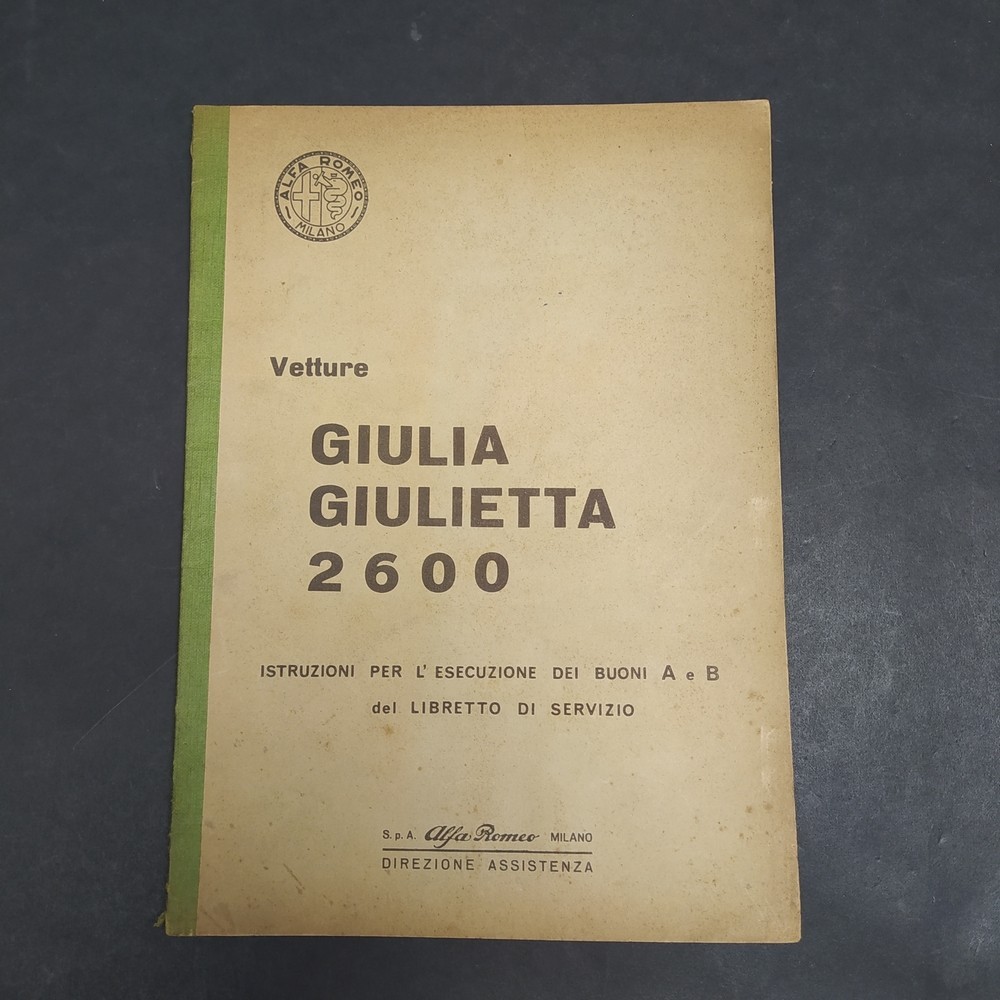 ALFA ROMEO
MILANO
Vetture
GIULIA
GIULIETTA
2600
ISTRUZIONI PER L' ESECUZIONE DEI BUONI A e B
del LIBRETTO DI SERVIZIO
S.p.A. Alfa Romeo MILANO
DIREZIONE ASSISTENZA